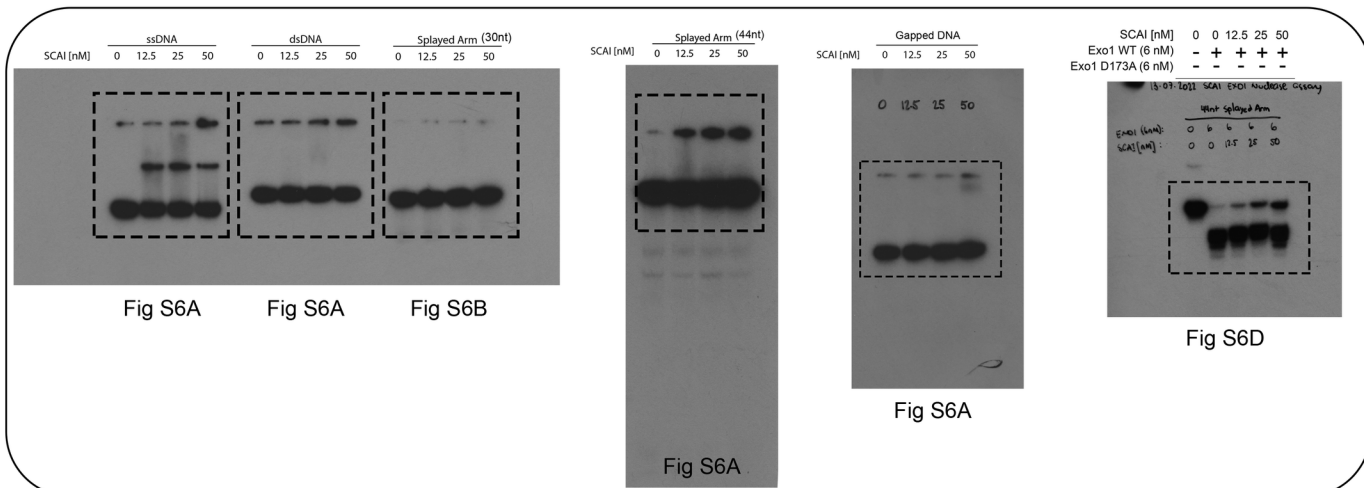 ssDNA
dsDNA
Splayed Arm (30nt)
SCAI [nM] 0 12.5 25 50 0 12.5 25 50 0 12.5 25 50
Fig S6A
Fig S6A
Fig S6B
Splayed Arm (44nt)
SCAI [nM] 0 12.5 25 50
Fig S6A
Gapped DNA
SCAI [nM] 0 12.5 25 50
0 12.5 25 50
Fig S6A
SCAI [nM] 0 0 12.5 25 50
Exo1 WT (6 nM) - + + + +
Exo1 D173A (6 nM) - - - - -
13.07.2022 SCAI EXO1 Nuclease assay
44nt Splayed Arm
EXO1 (6nM): 0 6 6 6 6
SCAI [nM]: 0 0 12.5 25 50
Fig S6D